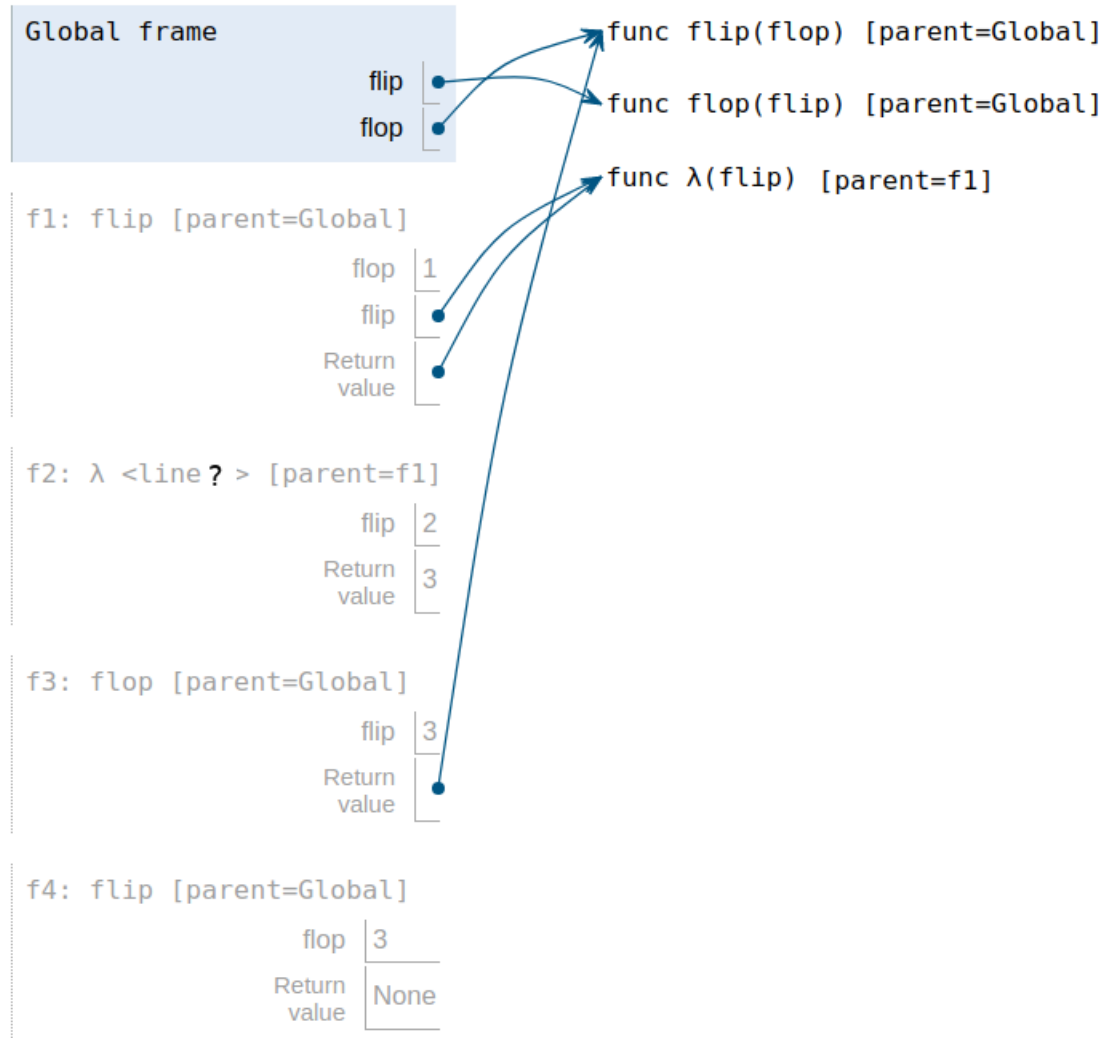 Global frame
flip
flop
func flip(flop) [parent=Global]
func flop(flip) [parent=Global]
func λ(flip) [parent=f1]
f1: flip [parent=Global]
flop 1
flip
Return
value
f2: λ <line ? > [parent=f1]
flip 2
Return
value 3
f3: flop [parent=Global]
flip 3
Return
value
f4: flip [parent=Global]
flop 3
Return
value None